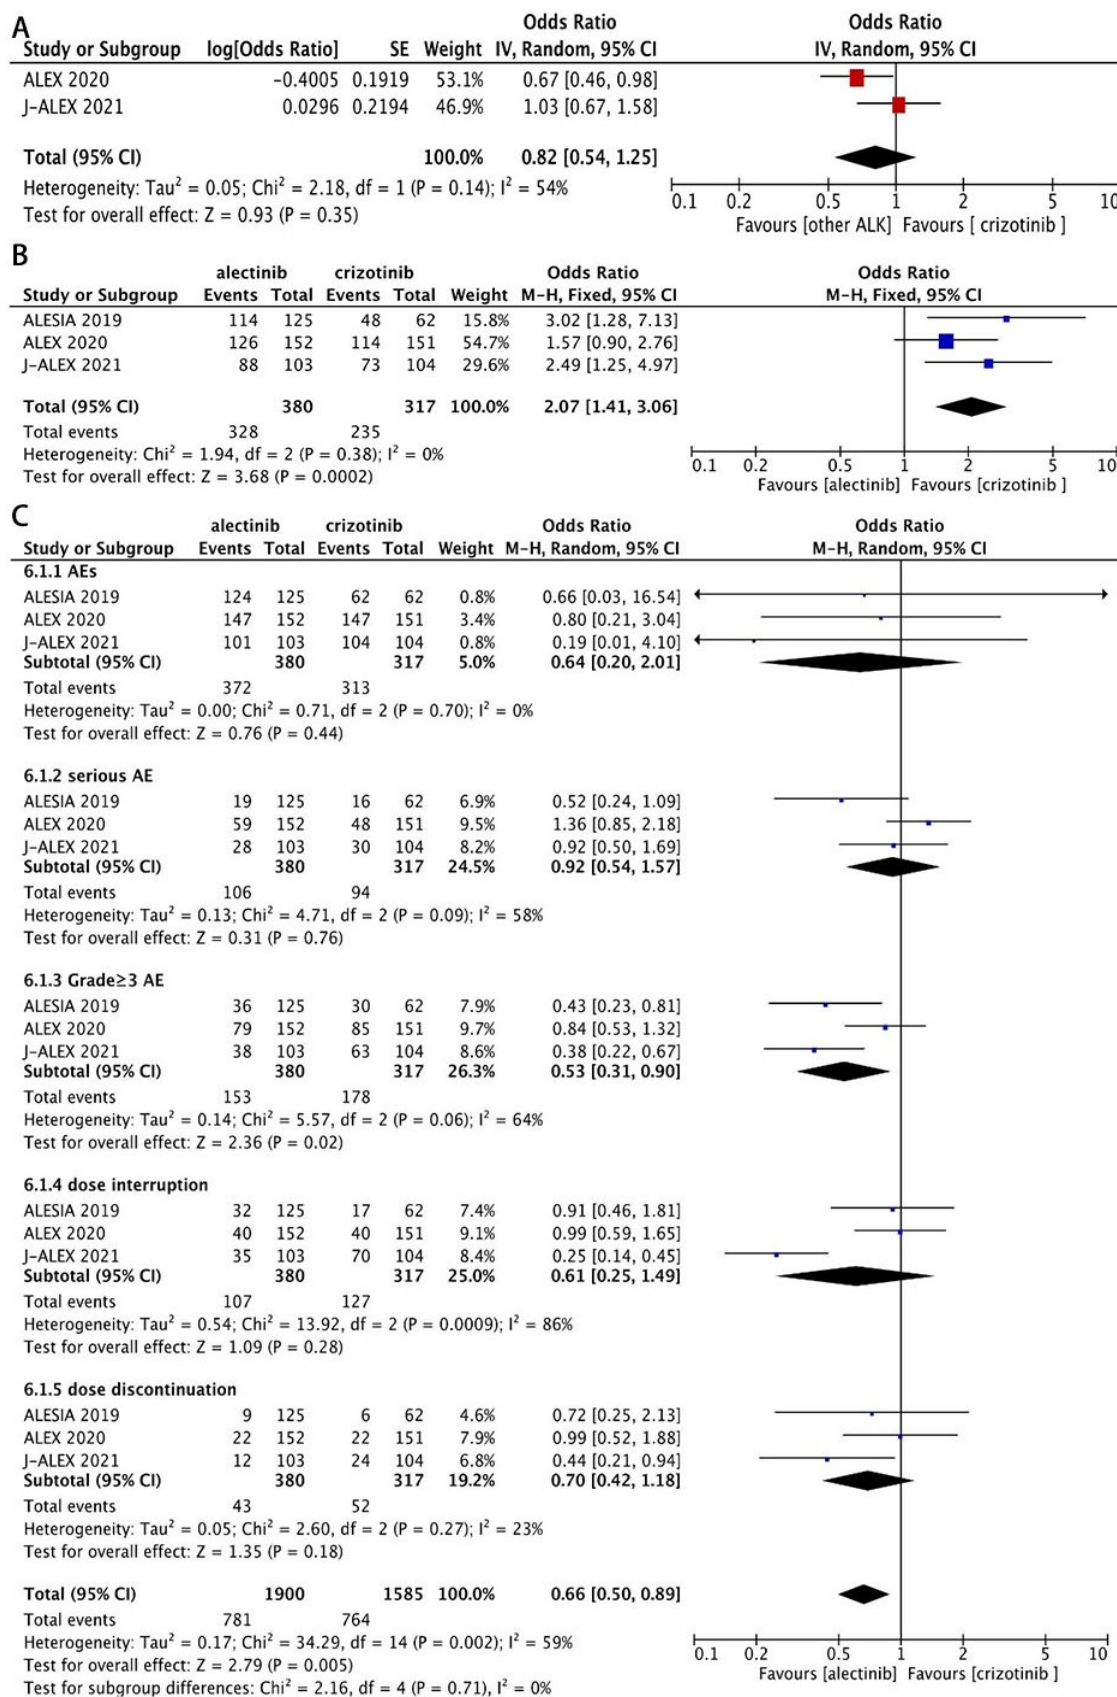 A
Odds Ratio Odds Ratio
Study or Subgroup log[Odds Ratio] SE Weight IV, Random, 95% CI IV, Random, 95% CI
ALEX 2020 −0.4005 0.1919 53.1% 0.67 [0.46, 0.98]
J-ALEX 2021 0.0296 0.2194 46.9% 1.03 [0.67, 1.58]
Total (95% CI) 100.0% 0.82 [0.54, 1.25]
Heterogeneity: Tau² = 0.05; Chi² = 2.18, df = 1 (P = 0.14); I² = 54%
Test for overall effect: Z = 0.93 (P = 0.35)
0.1 0.2 0.5 1 2 5 10
Favours [other ALK] Favours [ crizotinib ]
B
alectinib crizotinib Odds Ratio Odds Ratio
Study or Subgroup Events Total Events Total Weight M-H, Fixed, 95% CI M-H, Fixed, 95% CI
ALESIA 2019 114 125 48 62 15.8% 3.02 [1.28, 7.13]
ALEX 2020 126 152 114 151 54.7% 1.57 [0.90, 2.76]
J-ALEX 2021 88 103 73 104 29.6% 2.49 [1.25, 4.97]
Total (95% CI) 380 317 100.0% 2.07 [1.41, 3.06]
Total events 328 235
Heterogeneity: Chi² = 1.94, df = 2 (P = 0.38); I² = 0%
Test for overall effect: Z = 3.68 (P = 0.0002)
0.1 0.2 0.5 1 2 5 10
Favours [alectinib] Favours [crizotinib ]
C
alectinib crizotinib Odds Ratio Odds Ratio
Study or Subgroup Events Total Events Total Weight M-H, Random, 95% CI M-H, Random, 95% CI
6.1.1 AEs
ALESIA 2019 124 125 62 62 0.8% 0.66 [0.03, 16.54]
ALEX 2020 147 152 147 151 3.4% 0.80 [0.21, 3.04]
J-ALEX 2021 101 103 104 104 0.8% 0.19 [0.01, 4.10]
Subtotal (95% CI) 380 317 5.0% 0.64 [0.20, 2.01]
Total events 372 313
Heterogeneity: Tau² = 0.00; Chi² = 0.71, df = 2 (P = 0.70); I² = 0%
Test for overall effect: Z = 0.76 (P = 0.44)
6.1.2 serious AE
ALESIA 2019 19 125 16 62 6.9% 0.52 [0.24, 1.09]
ALEX 2020 59 152 48 151 9.5% 1.36 [0.85, 2.18]
J-ALEX 2021 28 103 30 104 8.2% 0.92 [0.50, 1.69]
Subtotal (95% CI) 380 317 24.5% 0.92 [0.54, 1.57]
Total events 106 94
Heterogeneity: Tau² = 0.13; Chi² = 4.71, df = 2 (P = 0.09); I² = 58%
Test for overall effect: Z = 0.31 (P = 0.76)
6.1.3 Grade≥3 AE
ALESIA 2019 36 125 30 62 7.9% 0.43 [0.23, 0.81]
ALEX 2020 79 152 85 151 9.7% 0.84 [0.53, 1.32]
J-ALEX 2021 38 103 63 104 8.6% 0.38 [0.22, 0.67]
Subtotal (95% CI) 380 317 26.3% 0.53 [0.31, 0.90]
Total events 153 178
Heterogeneity: Tau² = 0.14; Chi² = 5.57, df = 2 (P = 0.06); I² = 64%
Test for overall effect: Z = 2.36 (P = 0.02)
6.1.4 dose interruption
ALESIA 2019 32 125 17 62 7.4% 0.91 [0.46, 1.81]
ALEX 2020 40 152 40 151 9.1% 0.99 [0.59, 1.65]
J-ALEX 2021 35 103 70 104 8.4% 0.25 [0.14, 0.45]
Subtotal (95% CI) 380 317 25.0% 0.61 [0.25, 1.49]
Total events 107 127
Heterogeneity: Tau² = 0.54; Chi² = 13.92, df = 2 (P = 0.0009); I² = 86%
Test for overall effect: Z = 1.09 (P = 0.28)
6.1.5 dose discontinuation
ALESIA 2019 9 125 6 62 4.6% 0.72 [0.25, 2.13]
ALEX 2020 22 152 22 151 7.9% 0.99 [0.52, 1.88]
J-ALEX 2021 12 103 24 104 6.8% 0.44 [0.21, 0.94]
Subtotal (95% CI) 380 317 19.2% 0.70 [0.42, 1.18]
Total events 43 52
Heterogeneity: Tau² = 0.05; Chi² = 2.60, df = 2 (P = 0.27); I² = 23%
Test for overall effect: Z = 1.35 (P = 0.18)
Total (95% CI) 1900 1585 100.0% 0.66 [0.50, 0.89]
Total events 781 764
Heterogeneity: Tau² = 0.17; Chi² = 34.29, df = 14 (P = 0.002); I² = 59%
Test for overall effect: Z = 2.79 (P = 0.005)
Test for subgroup differences: Chi² = 2.16, df = 4 (P = 0.71), I² = 0%
0.1 0.2 0.5 1 2 5 10
Favours [alectinib] Favours [crizotinib ]